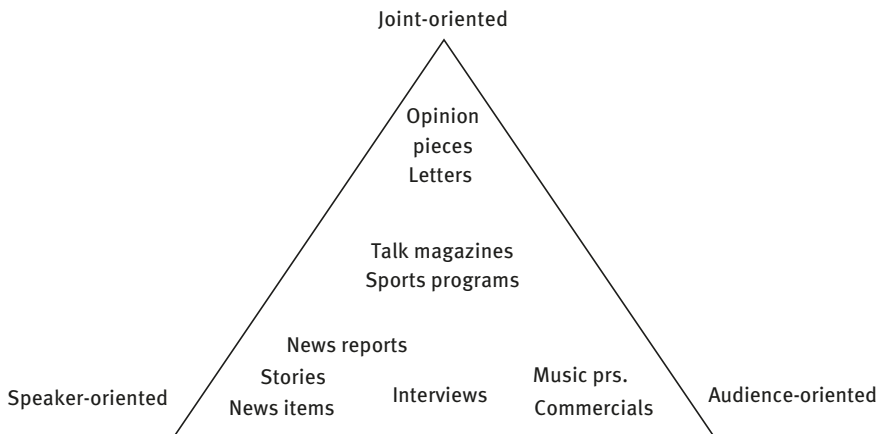 Joint-oriented
Opinion
pieces
Letters
Talk magazines
Sports programs
News reports
Stories
News items
Interviews
Music prs.
Commercials
Speaker-oriented
Audience-oriented